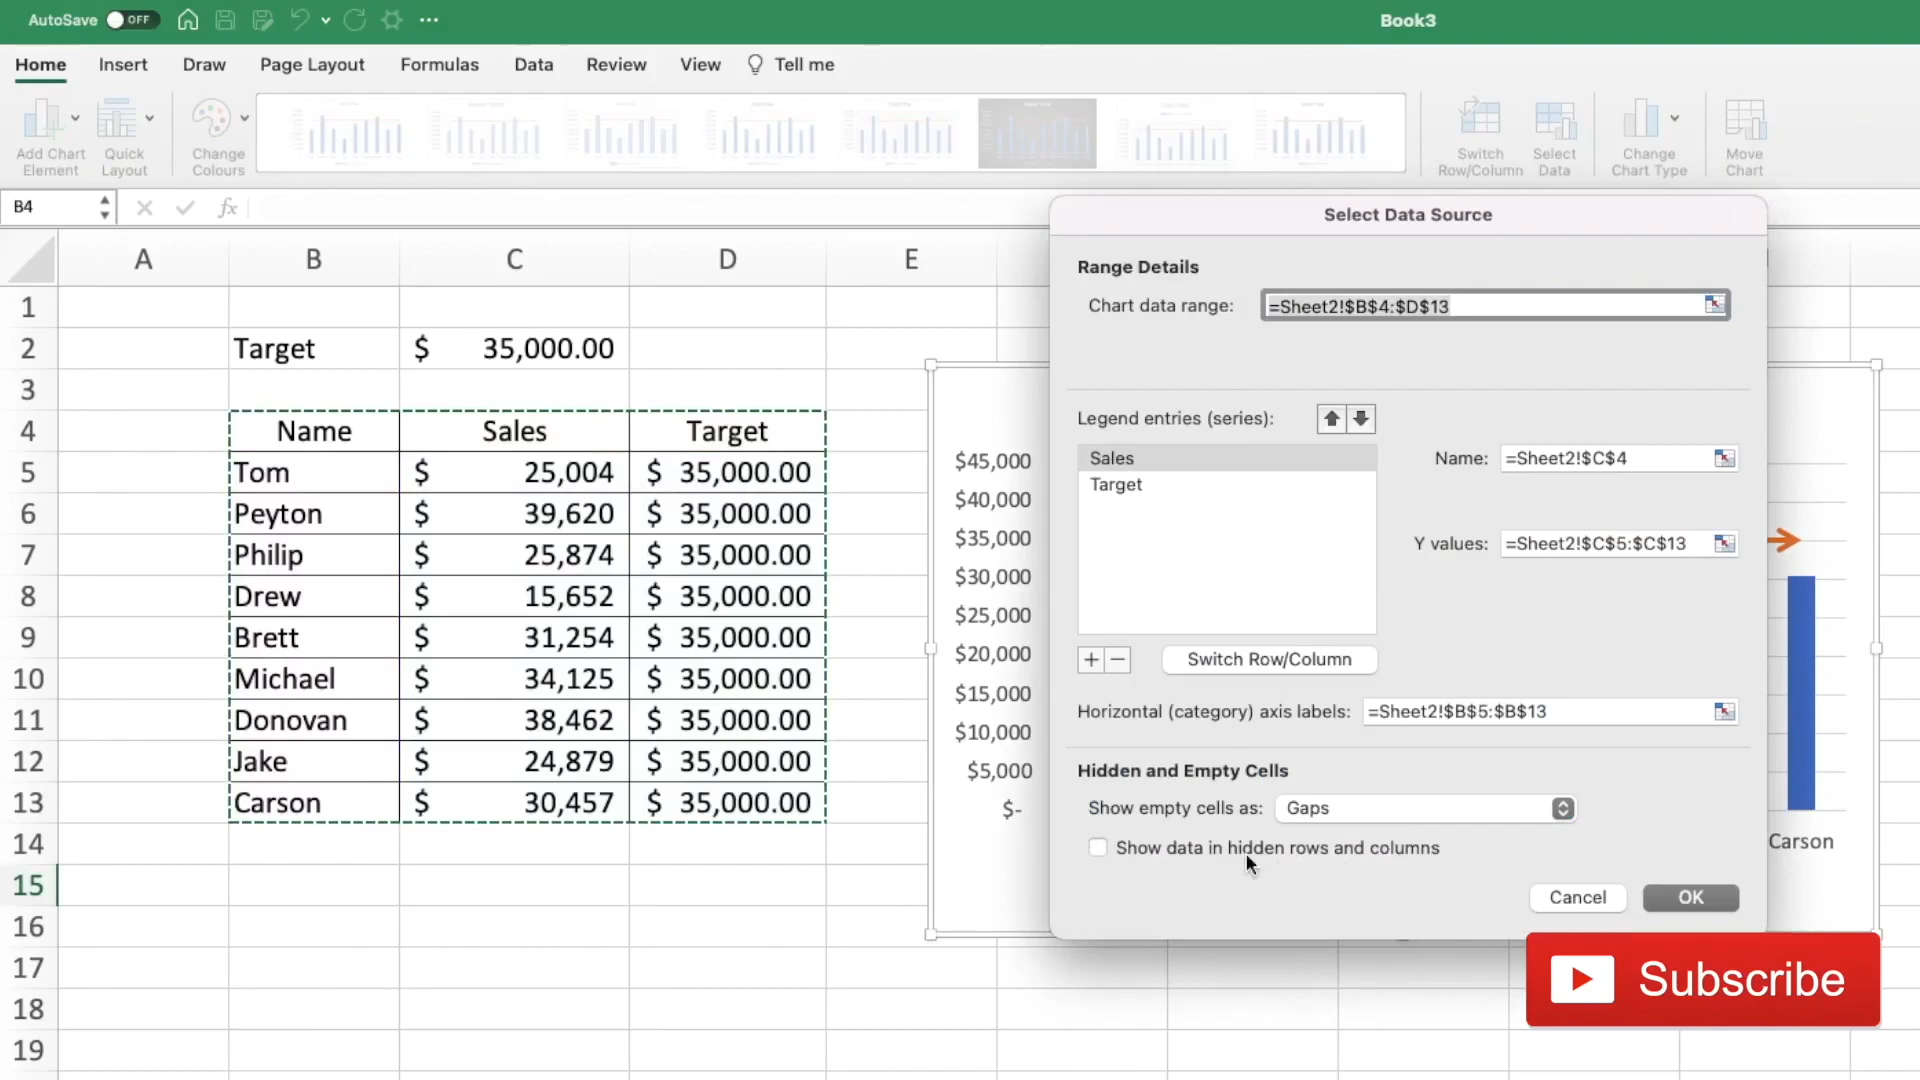 AutoSave OFF
Book3
Home Insert Draw Page Layout Formulas Data Review View Tell me
Add Chart Element
Quick Layout
Change Colours
Switch Row/Column
Select Data
Change Chart Type
Move Chart
B4
fx
A B C D E
1
2 Target $ 35,000.00
3
4 Name Sales Target
5 Tom $ 25,004 $ 35,000.00
6 Peyton $ 39,620 $ 35,000.00
7 Philip $ 25,874 $ 35,000.00
8 Drew $ 15,652 $ 35,000.00
9 Brett $ 31,254 $ 35,000.00
10 Michael $ 34,125 $ 35,000.00
11 Donovan $ 38,462 $ 35,000.00
12 Jake $ 24,879 $ 35,000.00
13 Carson $ 30,457 $ 35,000.00
14
15
16
17
18
19
$45,000
$40,000
$35,000
$30,000
$25,000
$20,000
$15,000
$10,000
$5,000
$-
Carson
Select Data Source
Range Details
Chart data range: =Sheet2!$B$4:$D$13
Legend entries (series):
Sales
Target
Name: =Sheet2!$C$4
Y values: =Sheet2!$C$5:$C$13
Switch Row/Column
Horizontal (category) axis labels: =Sheet2!$B$5:$B$13
Hidden and Empty Cells
Show empty cells as: Gaps
Show data in hidden rows and columns
Cancel OK
Subscribe